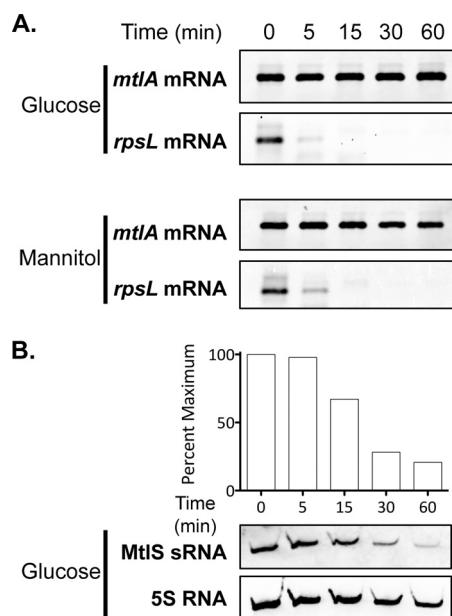 A.
Time (min) 0 5 15 30 60
Glucose
mtlA mRNA
rpsL mRNA
Mannitol
mtlA mRNA
rpsL mRNA
B.
Percent Maximum
100
50
0
Time (min) 0 5 15 30 60
Glucose
MtlS sRNA
5S RNA